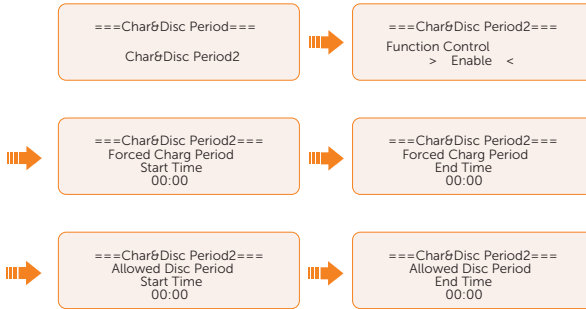 ===Char&Disc Period===
Char&Disc Period2
===Char&Disc Period2===
Function Control
> Enable <
===Char&Disc Period2===
Forced Charg Period
Start Time
00:00
===Char&Disc Period2===
Forced Charg Period
End Time
00:00
===Char&Disc Period2===
Allowed Disc Period
Start Time
00:00
===Char&Disc Period2===
Allowed Disc Period
End Time
00:00